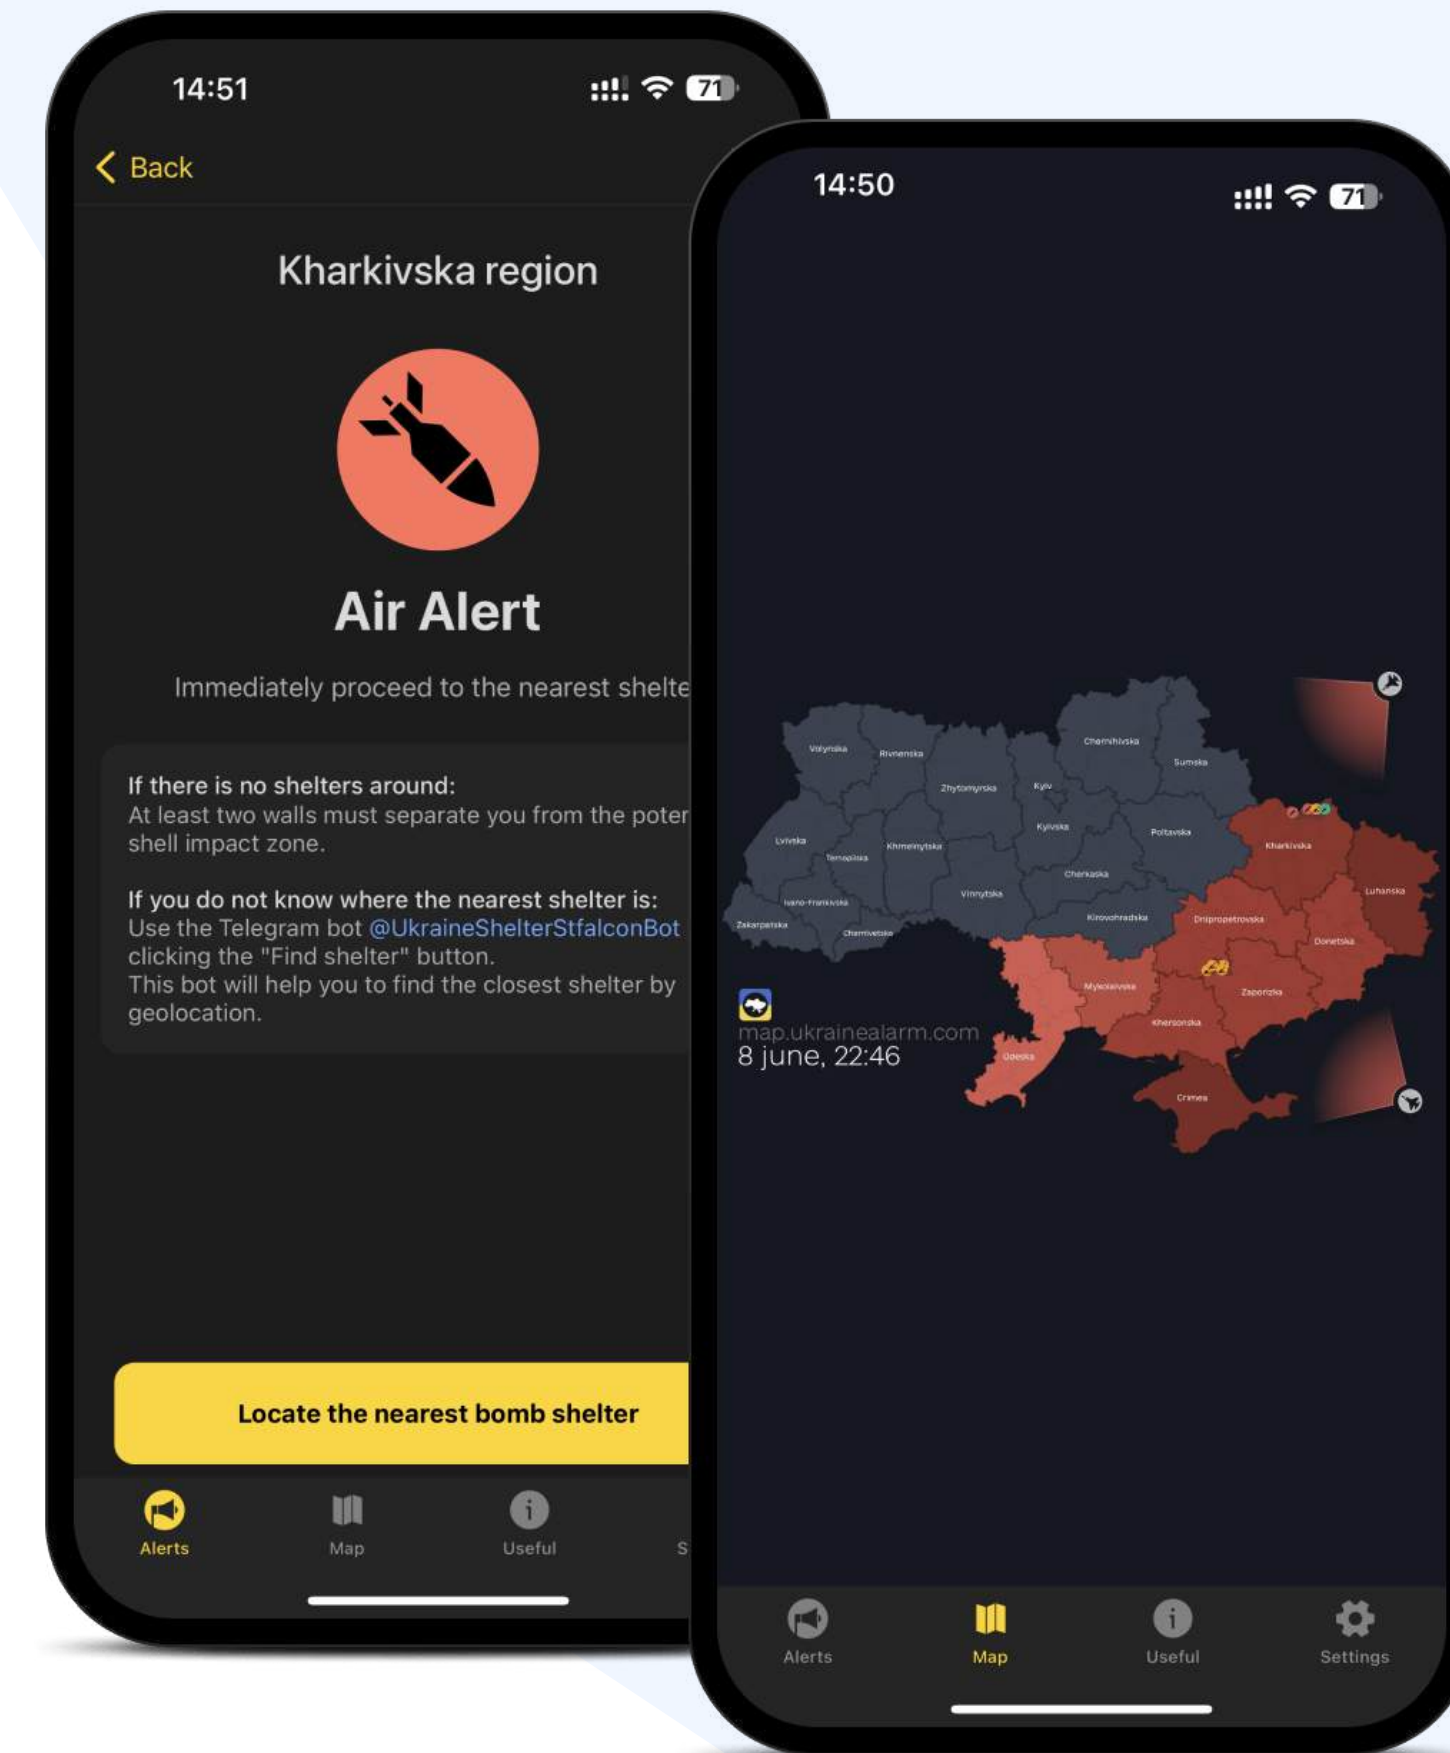 14:51
71
Back
Kharkivska region
Air Alert
Immediately proceed to the nearest shelte
If there is no shelters around:
At least two walls must separate you from the poter
shell impact zone.
If you do not know where the nearest shelter is:
Use the Telegram bot @UkraineShelterStfalconBot
clicking the "Find shelter" button.
This bot will help you to find the closest shelter by
geolocation.
Locate the nearest bomb shelter
Alerts
Map
Useful
S
14:50
71
Volynska
Rivnenska
Zhytomyrska
Kyiv
Chernihivska
Sumska
Lvivska
Ternopilska
Khmelnytska
Kyivska
Poltavska
Kharkivska
Cherkaska
Luhanska
Ivano-Frankivska
Vinnytska
Zakarpatska
Chernivetska
Kirovohradska
Dnipropetrovska
Donetska
Mykolaivska
Zaporizka
Khersonska
Odeska
Crimea
map.ukrainealarm.com
8 june, 22:46
Alerts
Map
Useful
Settings